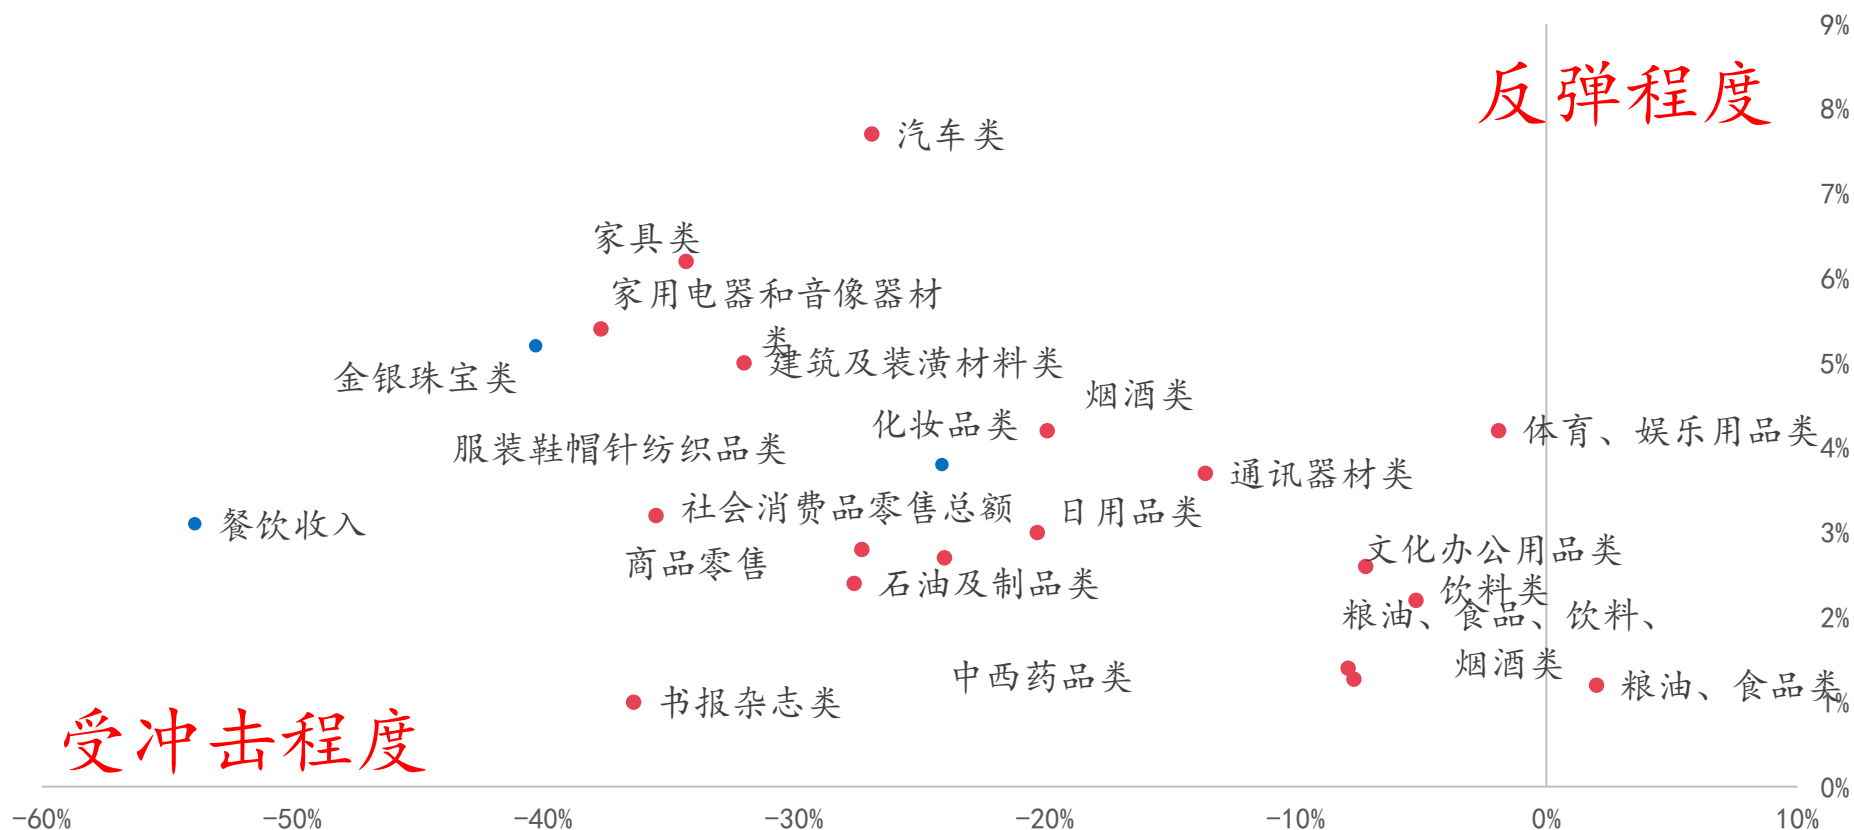 9%
反弹程度
8%
汽车类
7%
家具类
6%
家用电器和音像器材
类
建筑及装潢材料类
5%
金银珠宝类
烟酒类
化妆品类
体育、娱乐用品类
4%
服装鞋帽针纺织品类
通讯器材类
社会消费品零售总额
日用品类
餐饮收入
3%
文化办公用品类
商品零售
石油及制品类
饮料类
粮油、食品、饮料、
烟酒类
2%
中西药品类
粮油、食品类
1%
书报杂志类
受冲击程度
0%
-60%
-50%
-40%
-30%
-20%
-10%
0%
10%